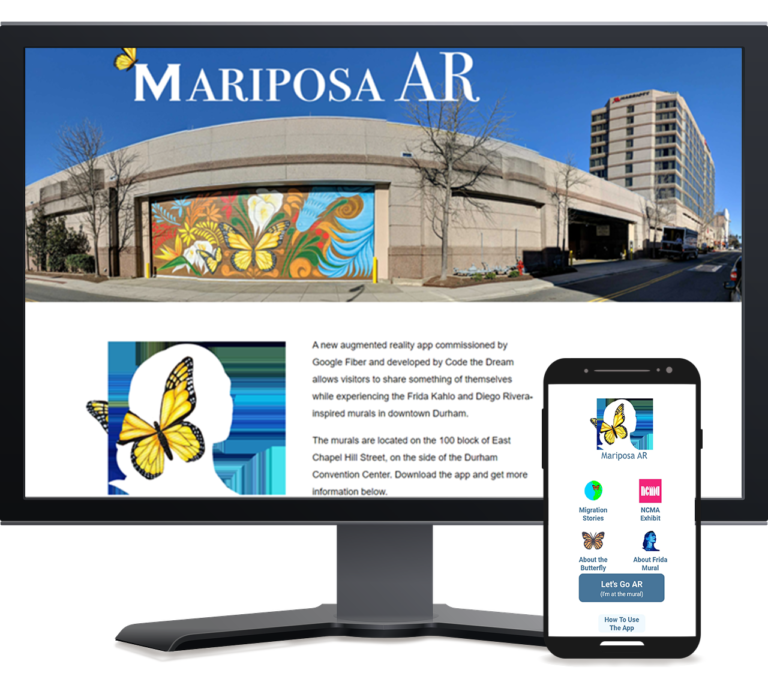 MARIPOSA AR
MARRIOTT
A new augmented reality app commissioned by
Google Fiber and developed by Code the Dream
allows visitors to share something of themselves
while experiencing the Frida Kahlo and Diego Rivera-
inspired murals in downtown Durham.
The murals are located on the 100 block of East
Chapel Hill Street, on the side of the Durham
Convention Center. Download the app and get more
information below.
Mariposa AR
ncma
Migration
Stories
NCMA
Exhibit
About the
Butterfly
About Frida
Mural
Let's Go AR
(I'm at the mural)
How To Use
The App